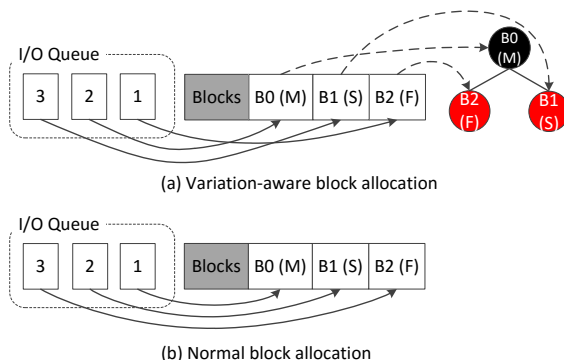 I/O Queue
3 2 1
Blocks B0 (M) B1 (S) B2 (F)
B0
(M)
B2
(F)
B1
(S)
(a) Variation-aware block allocation
I/O Queue
3 2 1
Blocks B0 (M) B1 (S) B2 (F)
(b) Normal block allocation